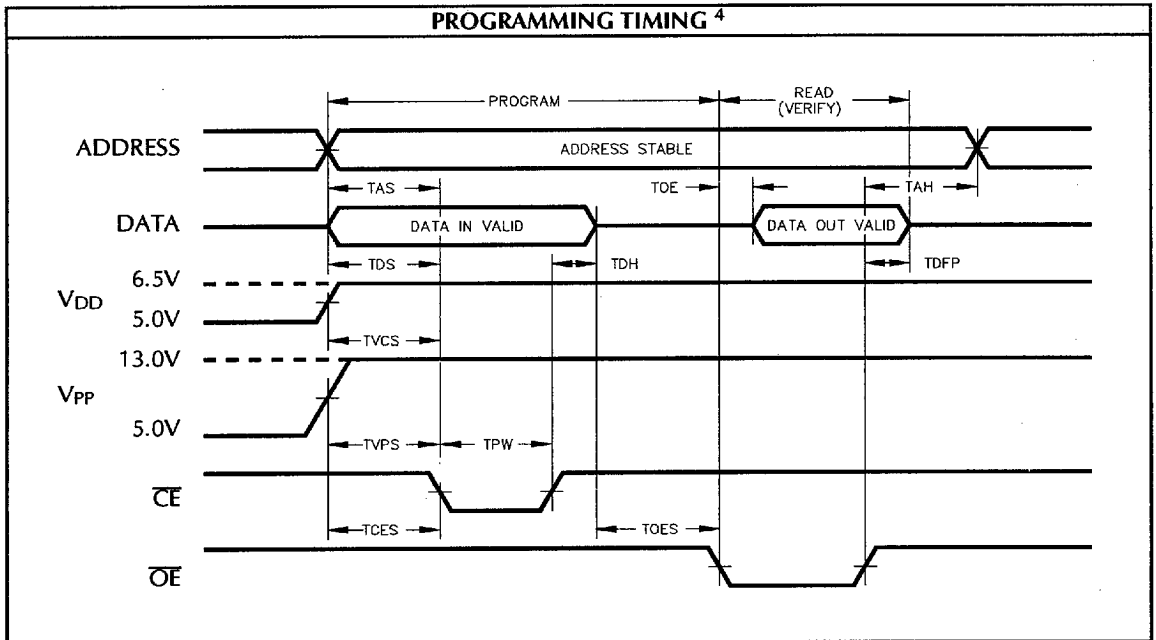 PROGRAMMING TIMING 4
PROGRAM
READ
(VERIFY)
ADDRESS
ADDRESS STABLE
TAS
TOE
TAH
DATA
DATA IN VALID
DATA OUT VALID
TDS
TDH
TDFP
6.5V
VDD
5.0V
TVCS
13.0V
VPP
5.0V
TVPS
TPW
CE
TCES
TOES
OE